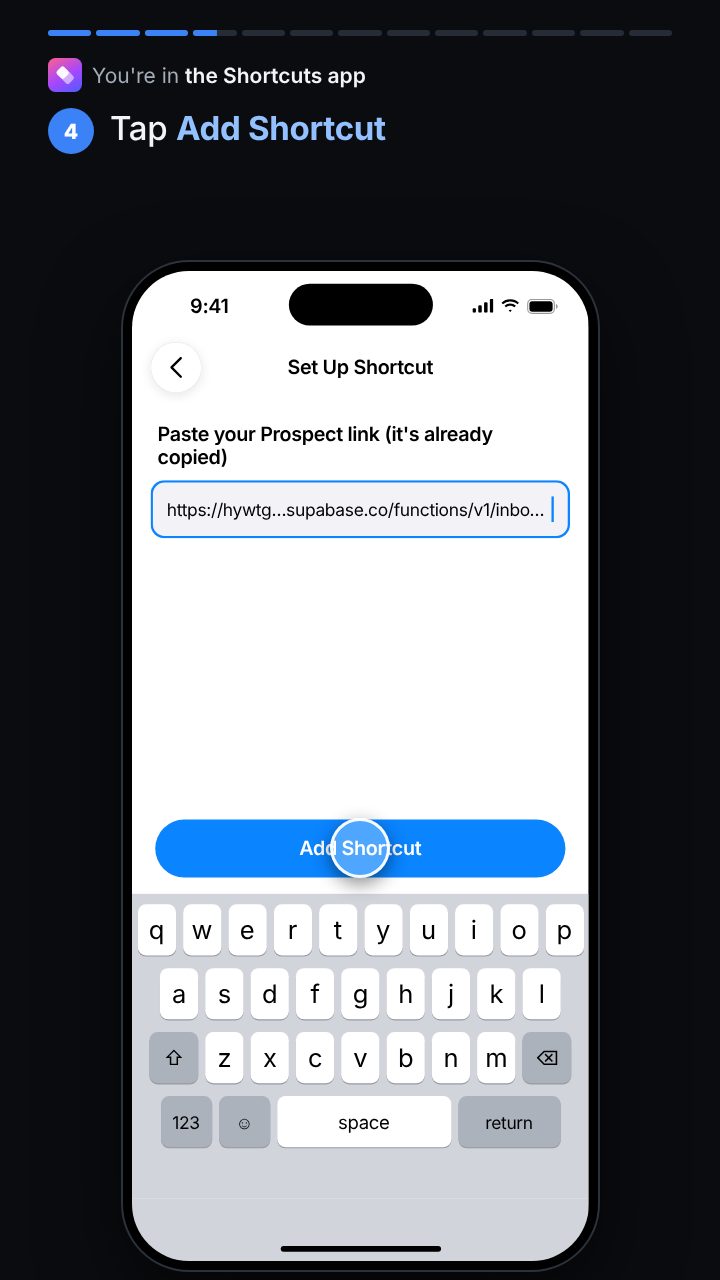 You're in the Shortcuts app
4 Tap Add Shortcut
9:41
Set Up Shortcut
Paste your Prospect link (it's already
copied)
https://hywtg...supabase.co/functions/v1/inbo...
Add Shortcut
q w e r t y u i o p
a s d f g h j k l
z x c v b n m
123 space return